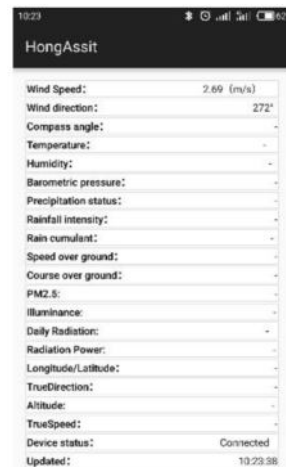 10:23 62
HongAssit
Wind Speed: 2.69 (m/s)
Wind direction: 272°
Compass angle: -
Temperature: -
Humidity: -
Barometric pressure: -
Precipitation status: -
Rainfall intensity: -
Rain cumulant: -
Speed over ground: -
Course over ground: -
PM2.5: -
Illuminance: -
Daily Radiation: -
Radiation Power: -
Longitude/Latitude: -
TrueDirection: -
Altitude: -
TrueSpeed: -
Device status: Connected
Updated: 10:23:38